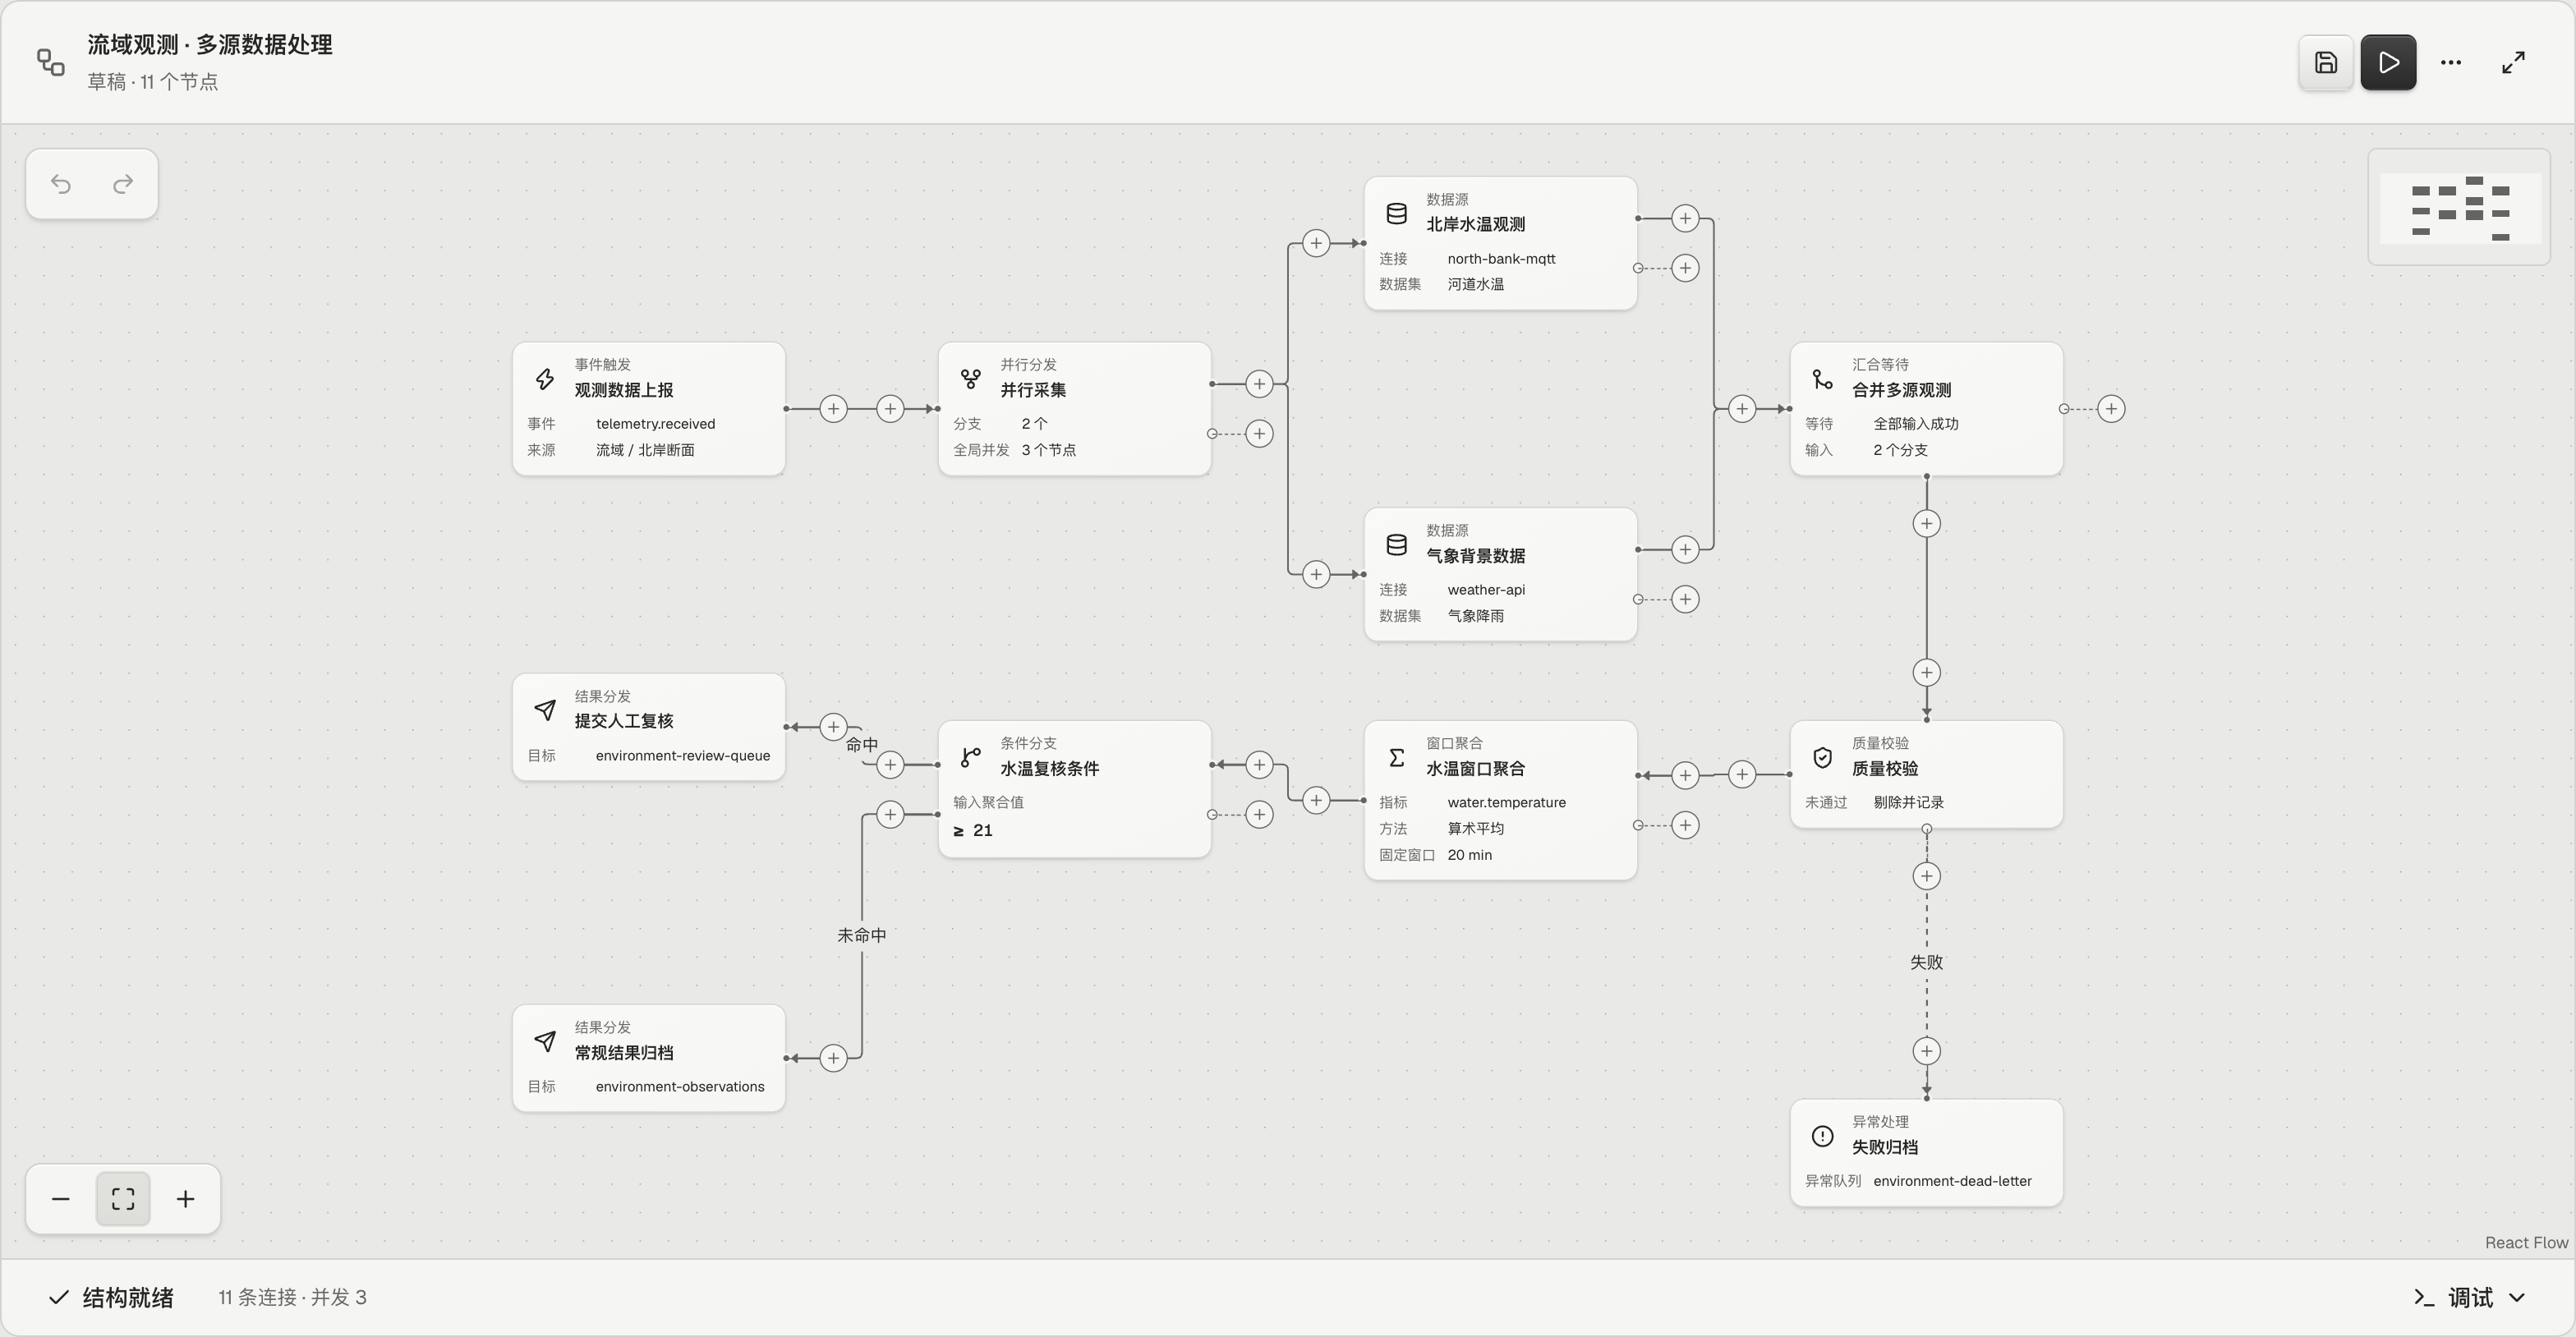 流域观测 · 多源数据处理
草稿 · 11 个节点
数据源
北岸水温观测
连接 north-bank-mqtt
数据集 河道水温
事件触发
观测数据上报
事件 telemetry.received
来源 流域 / 北岸断面
并行分发
并行采集
分支 2 个
全局并发 3 个节点
汇合等待
合并多源观测
等待 全部输入成功
输入 2 个分支
数据源
气象背景数据
连接 weather-api
数据集 气象降雨
结果分发
提交人工复核
目标 environment-review-queue
命中
条件分支
水温复核条件
输入聚合值
≥ 21
窗口聚合
水温窗口聚合
指标 water.temperature
方法 算术平均
固定窗口 20 min
质量校验
质量校验
未通过 剔除并记录
未命中
失败
结果分发
常规结果归档
目标 environment-observations
异常处理
失败归档
异常队列 environment-dead-letter
React Flow
结构就绪 11 条连接 · 并发 3
调试